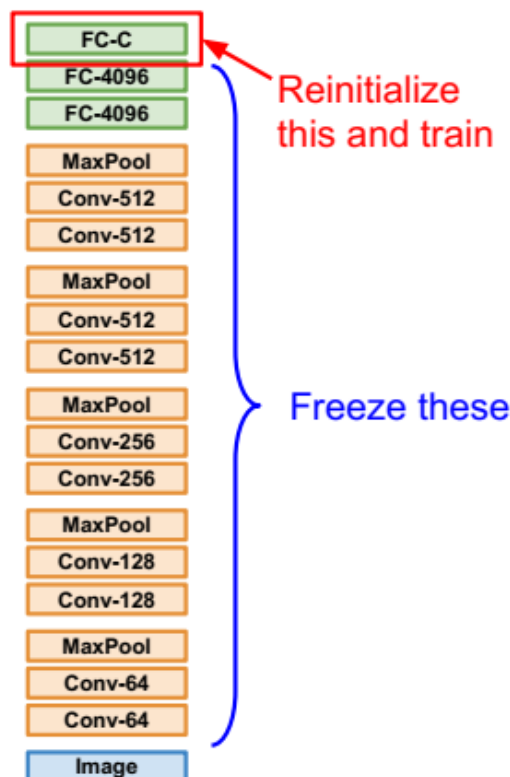 FC-C
FC-4096
FC-4096
Reinitialize
this and train
MaxPool
Conv-512
Conv-512
MaxPool
Conv-512
Conv-512
MaxPool
Conv-256
Conv-256
Freeze these
MaxPool
Conv-128
Conv-128
MaxPool
Conv-64
Conv-64
Image